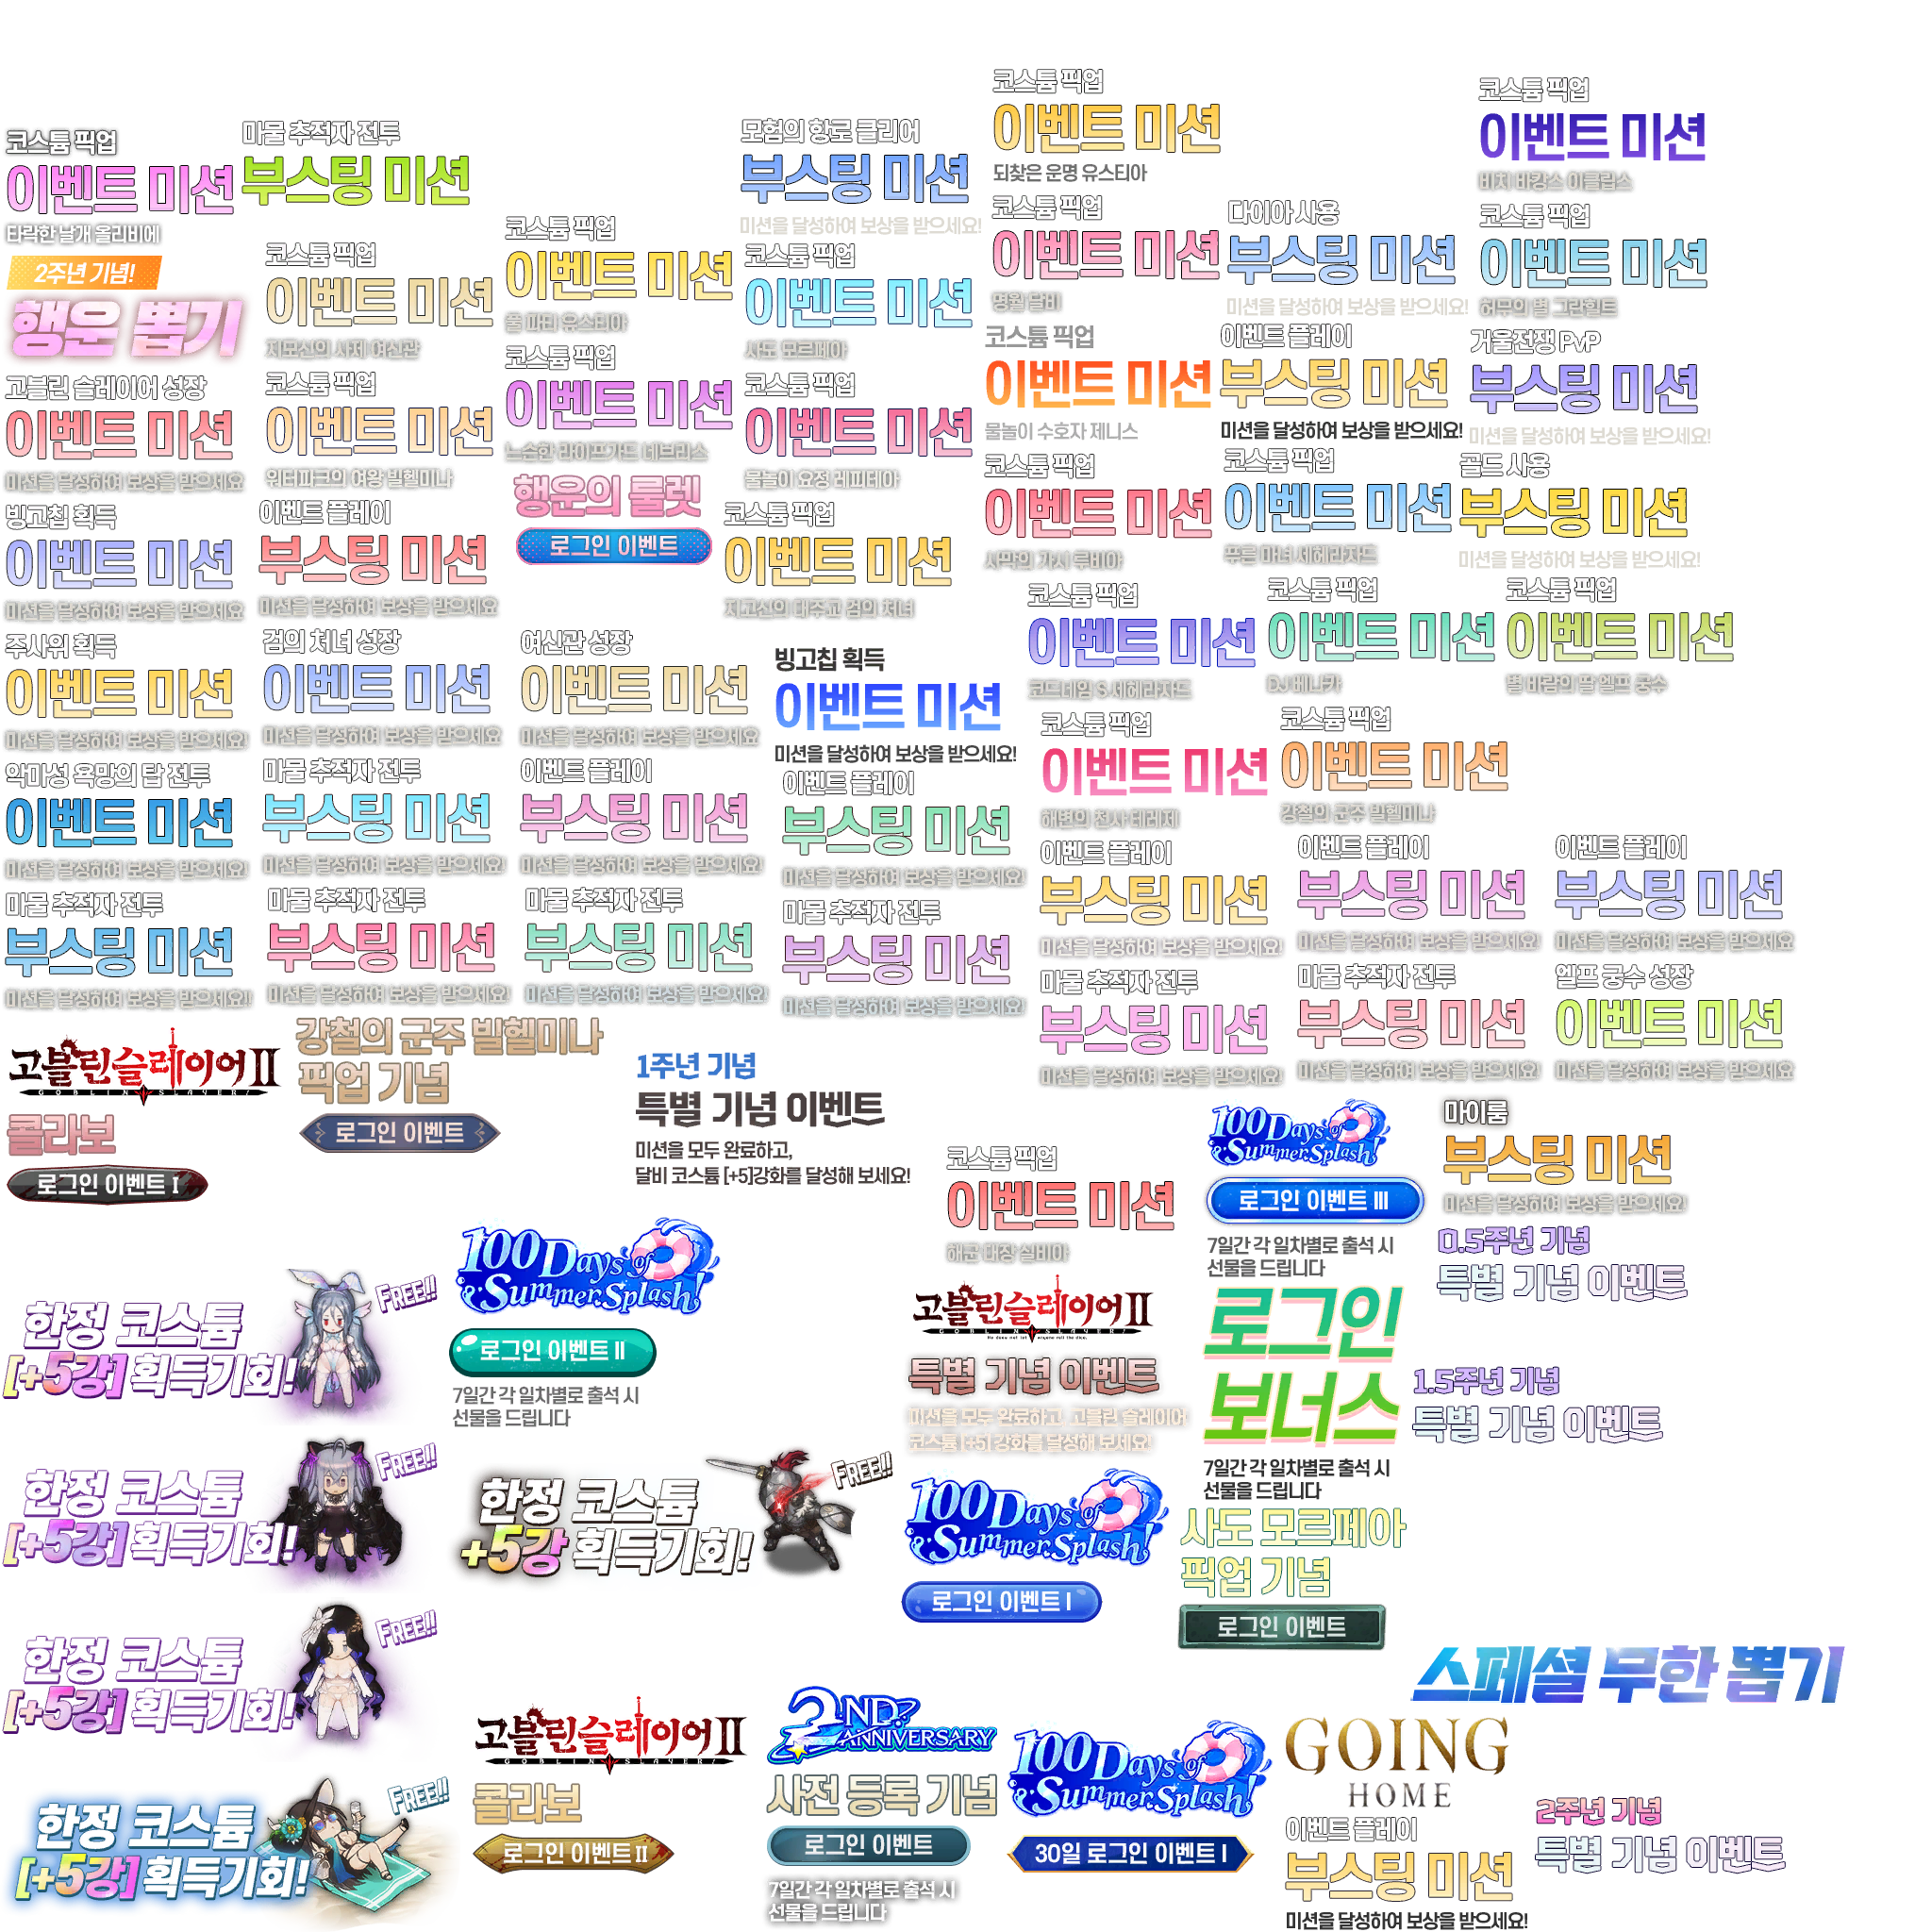 코스튬 픽업
이벤트 미션
타락한 날개 올리비에
마물 추적자 전투
부스팅 미션
모험의 항로 클리어
부스팅 미션
미션을 달성하여 보상을 받으세요!
코스튬 픽업
이벤트 미션
되찾은 운명 유스티아
코스튬 픽업
이벤트 미션
비치 바캉스 이클립스
2주년 기념!
행운 뽑기
코스튬 픽업
이벤트 미션
지모신의 사제 여신관
코스튬 픽업
이벤트 미션
풀 파티 유스티아
코스튬 픽업
이벤트 미션
사도 모르페아
코스튬 픽업
이벤트 미션
명월 달비
다이아 사용
부스팅 미션
미션을 달성하여 보상을 받으세요!
코스튬 픽업
이벤트 미션
허무의 별 그란힐트
고블린 슬레이어 성장
이벤트 미션
미션을 달성하여 보상을 받으세요
코스튬 픽업
이벤트 미션
워터파크의 여왕 빌헬미나
코스튬 픽업
이벤트 미션
느슨한 라이프가드 네브리스
코스튬 픽업
이벤트 미션
물놀이 요정 레피테아
코스튬 픽업
이벤트 미션
물놀이 수호자 제니스
이벤트 플레이
부스팅 미션
미션을 달성하여 보상을 받으세요!
거울전쟁 PvP
부스팅 미션
미션을 달성하여 보상을 받으세요!
빙고칩 획득
이벤트 미션
미션을 달성하여 보상을 받으세요
이벤트 플레이
부스팅 미션
미션을 달성하여 보상을 받으세요
행운의 룰렛
로그인 이벤트
코스튬 픽업
이벤트 미션
지고신의 대주교 검의 처녀
코스튬 픽업
이벤트 미션
사막의 가시 루비아
코스튬 픽업
이벤트 미션
푸른 마녀 세헤라자드
골드 사용
부스팅 미션
미션을 달성하여 보상을 받으세요!
주사위 획득
이벤트 미션
미션을 달성하여 보상을 받으세요!
검의 처녀 성장
이벤트 미션
미션을 달성하여 보상을 받으세요
여신관 성장
이벤트 미션
미션을 달성하여 보상을 받으세요
빙고칩 획득
이벤트 미션
미션을 달성하여 보상을 받으세요!
코스튬 픽업
이벤트 미션
코드네임 S 세헤라자드
코스튬 픽업
이벤트 미션
DJ 베니카
코스튬 픽업
이벤트 미션
별 바람의 딸 엘프 궁수
악마성 욕망의 탑 전투
이벤트 미션
미션을 달성하여 보상을 받으세요!
마물 추적자 전투
부스팅 미션
미션을 달성하여 보상을 받으세요!
이벤트 플레이
부스팅 미션
미션을 달성하여 보상을 받으세요!
이벤트 플레이
부스팅 미션
미션을 달성하여 보상을 받으세요!
코스튬 픽업
이벤트 미션
해변의 천사 테레제
코스튬 픽업
이벤트 미션
강철의 군주 빌헬미나
마물 추적자 전투
부스팅 미션
미션을 달성하여 보상을 받으세요!!
마물 추적자 전투
부스팅 미션
미션을 달성하여 보상을 받으세요!
마물 추적자 전투
부스팅 미션
미션을 달성하여 보상을 받으세요!
마물 추적자 전투
부스팅 미션
미션을 달성하여 보상을 받으세요!
이벤트 플레이
부스팅 미션
미션을 달성하여 보상을 받으세요!
이벤트 플레이
부스팅 미션
미션을 달성하여 보상을 받으세요!
이벤트 플레이
부스팅 미션
미션을 달성하여 보상을 받으세요
마물 추적자 전투
부스팅 미션
미션을 달성하여 보상을 받으세요!
마물 추적자 전투
부스팅 미션
미션을 달성하여 보상을 받으세요!
엘프 궁수 성장
이벤트 미션
미션을 달성하여 보상을 받으세요
고블린슬레이어 II
GOBLIN SLAYER!
콜라보
로그인 이벤트 I
강철의 군주 빌헬미나
픽업 기념
로그인 이벤트
1주년 기념
특별 기념 이벤트
미션을 모두 완료하고,
달비 코스튬 [+5]강화를 달성해 보세요!
코스튬 픽업
이벤트 미션
해군 대장 실비아
100 Days of
Summer Splash!
로그인 이벤트 III
7일간 각 일차별로 출석 시
선물을 드립니다
마이룸
부스팅 미션
미션을 달성하여 보상을 받으세요!
0.5주년 기념
특별 기념 이벤트
한정 코스튬
[+5강] 획득기회!
FREE!!
100 Days of
Summer Splash!
로그인 이벤트 II
7일간 각 일차별로 출석 시
선물을 드립니다
고블린슬레이어 II
GOBLIN SLAYER!
He does not let anyone roll the dice.
특별 기념 이벤트
미션을 모두 완료하고, 고블린 슬레이어
코스튬 [+5] 강화를 달성해 보세요!
로그인
보너스
7일간 각 일차별로 출석 시
선물을 드립니다
1.5주년 기념
특별 기념 이벤트
한정 코스튬
[+5강] 획득기회!
FREE!!
한정 코스튬
+5강 획득기회!
FREE!!
100 Days of
Summer Splash!
로그인 이벤트 I
사도 모르페아
픽업 기념
로그인 이벤트
한정 코스튬
[+5강] 획득기회!
FREE!!
스페셜 무한 뽑기
고블린슬레이어 II
GOBLIN SLAYER!
콜라보
로그인 이벤트 II
2ND
ANNIVERSARY
사전 등록 기념
로그인 이벤트
7일간 각 일차별로 출석 시
선물을 드립니다
100 Days of
Summer Splash!
30일 로그인 이벤트 I
GOING
HOME
이벤트 플레이
부스팅 미션
미션을 달성하여 보상을 받으세요!
2주년 기념
특별 기념 이벤트
한정 코스튬
[+5강] 획득기회!
FREE!!